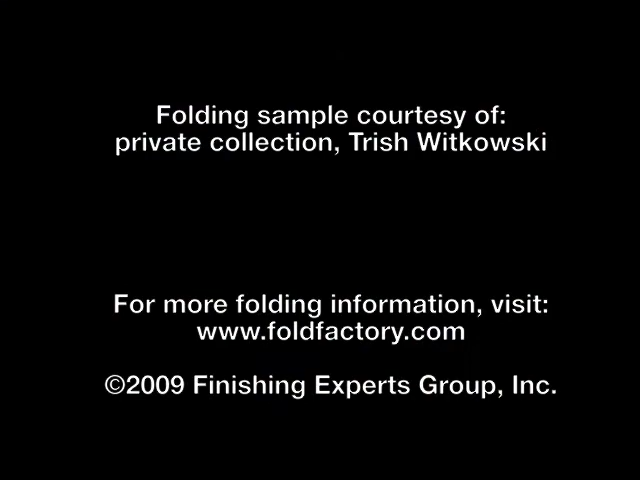 Folding sample courtesy of:
private collection, Trish Witkowski
For more folding information, visit:
www.foldfactory.com
©2009 Finishing Experts Group, Inc.